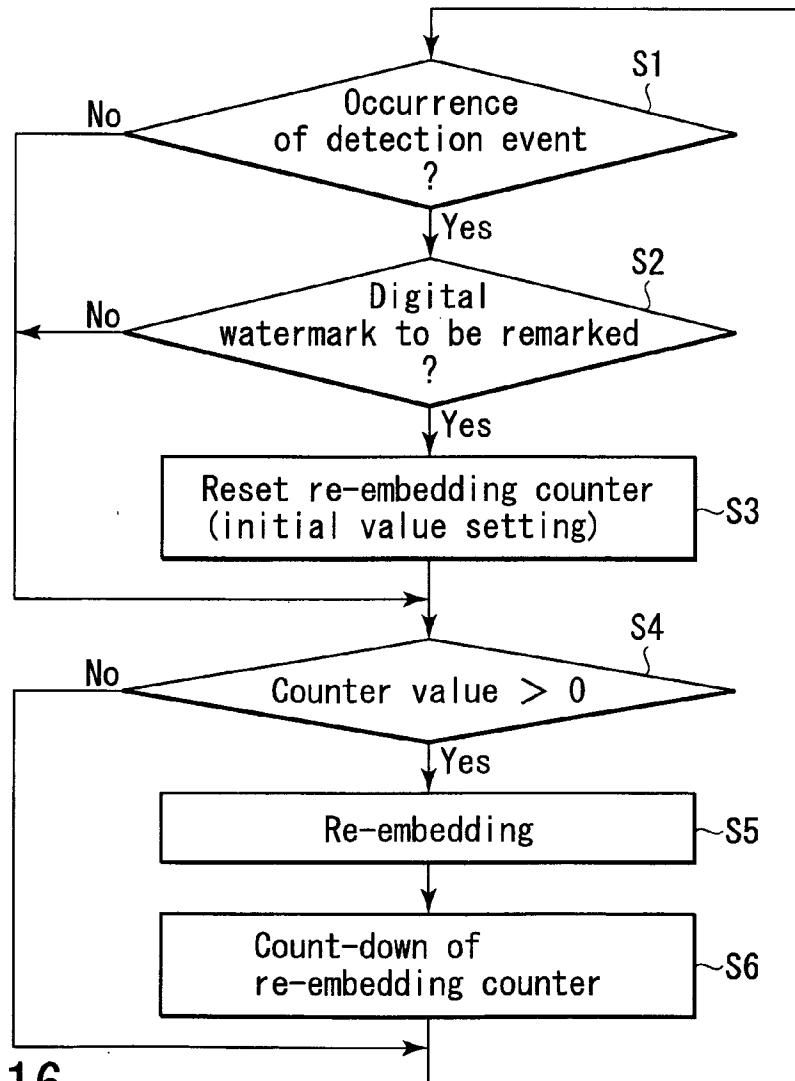 S1
Occurrence
of detection event
?
No
Yes
S2
Digital
watermark to be remarked
?
No
Yes
Reset re-embedding counter
(initial value setting)
S3
S4
Counter value > 0
No
Yes
Re-embedding
S5
Count-down of
re-embedding counter
S6
16